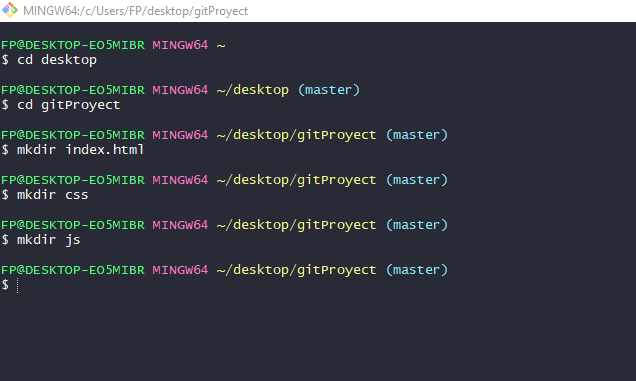 MINGW64:/c/Users/FP/desktop/gitProyect
FP@DESKTOP-EO5MIBR MINGW64 ~
$ cd desktop
FP@DESKTOP-EO5MIBR MINGW64 ~/desktop (master)
$ cd gitProyect
FP@DESKTOP-EO5MIBR MINGW64 ~/desktop/gitProyect (master)
$ mkdir index.html
FP@DESKTOP-EO5MIBR MINGW64 ~/desktop/gitProyect (master)
$ mkdir css
FP@DESKTOP-EO5MIBR MINGW64 ~/desktop/gitProyect (master)
$ mkdir js
FP@DESKTOP-EO5MIBR MINGW64 ~/desktop/gitProyect (master)
$